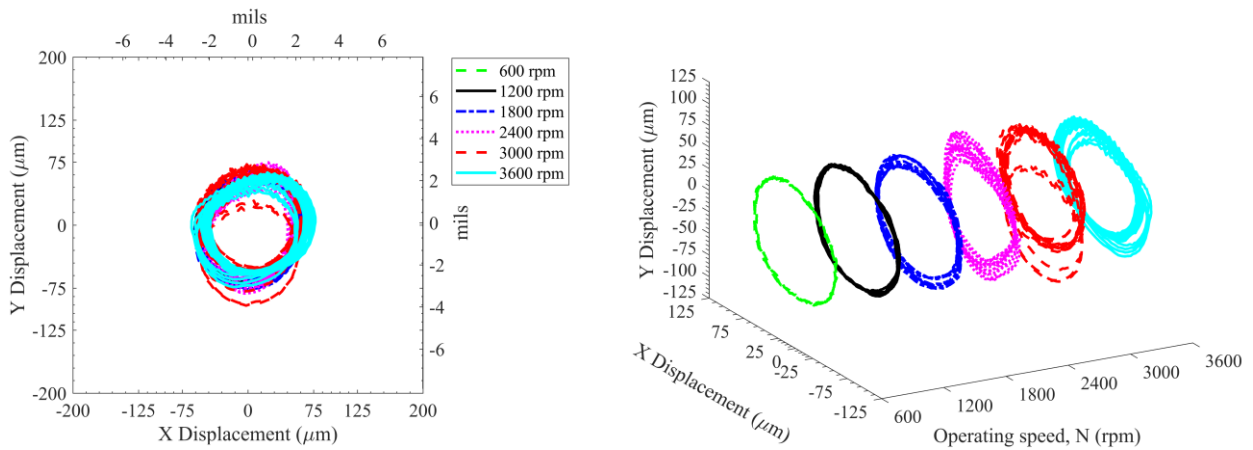 mils
-6 -4 -2 0 2 4 6
200
125
75
0
-75
-125
-200
Y Displacement (μm)
-200 -125 -75 0 75 125 200
X Displacement (μm)
6
4
2
0
-2
-4
-6
mils
600 rpm
1200 rpm
1800 rpm
2400 rpm
3000 rpm
3600 rpm
125
100
75
50
25
0
-25
-50
-75
-100
-125
Y Displacement (μm)
125
75
25
0
-25
-75
-125
X Displacement (μm)
600
1200
1800
2400
3000
3600
Operating speed, N (rpm)